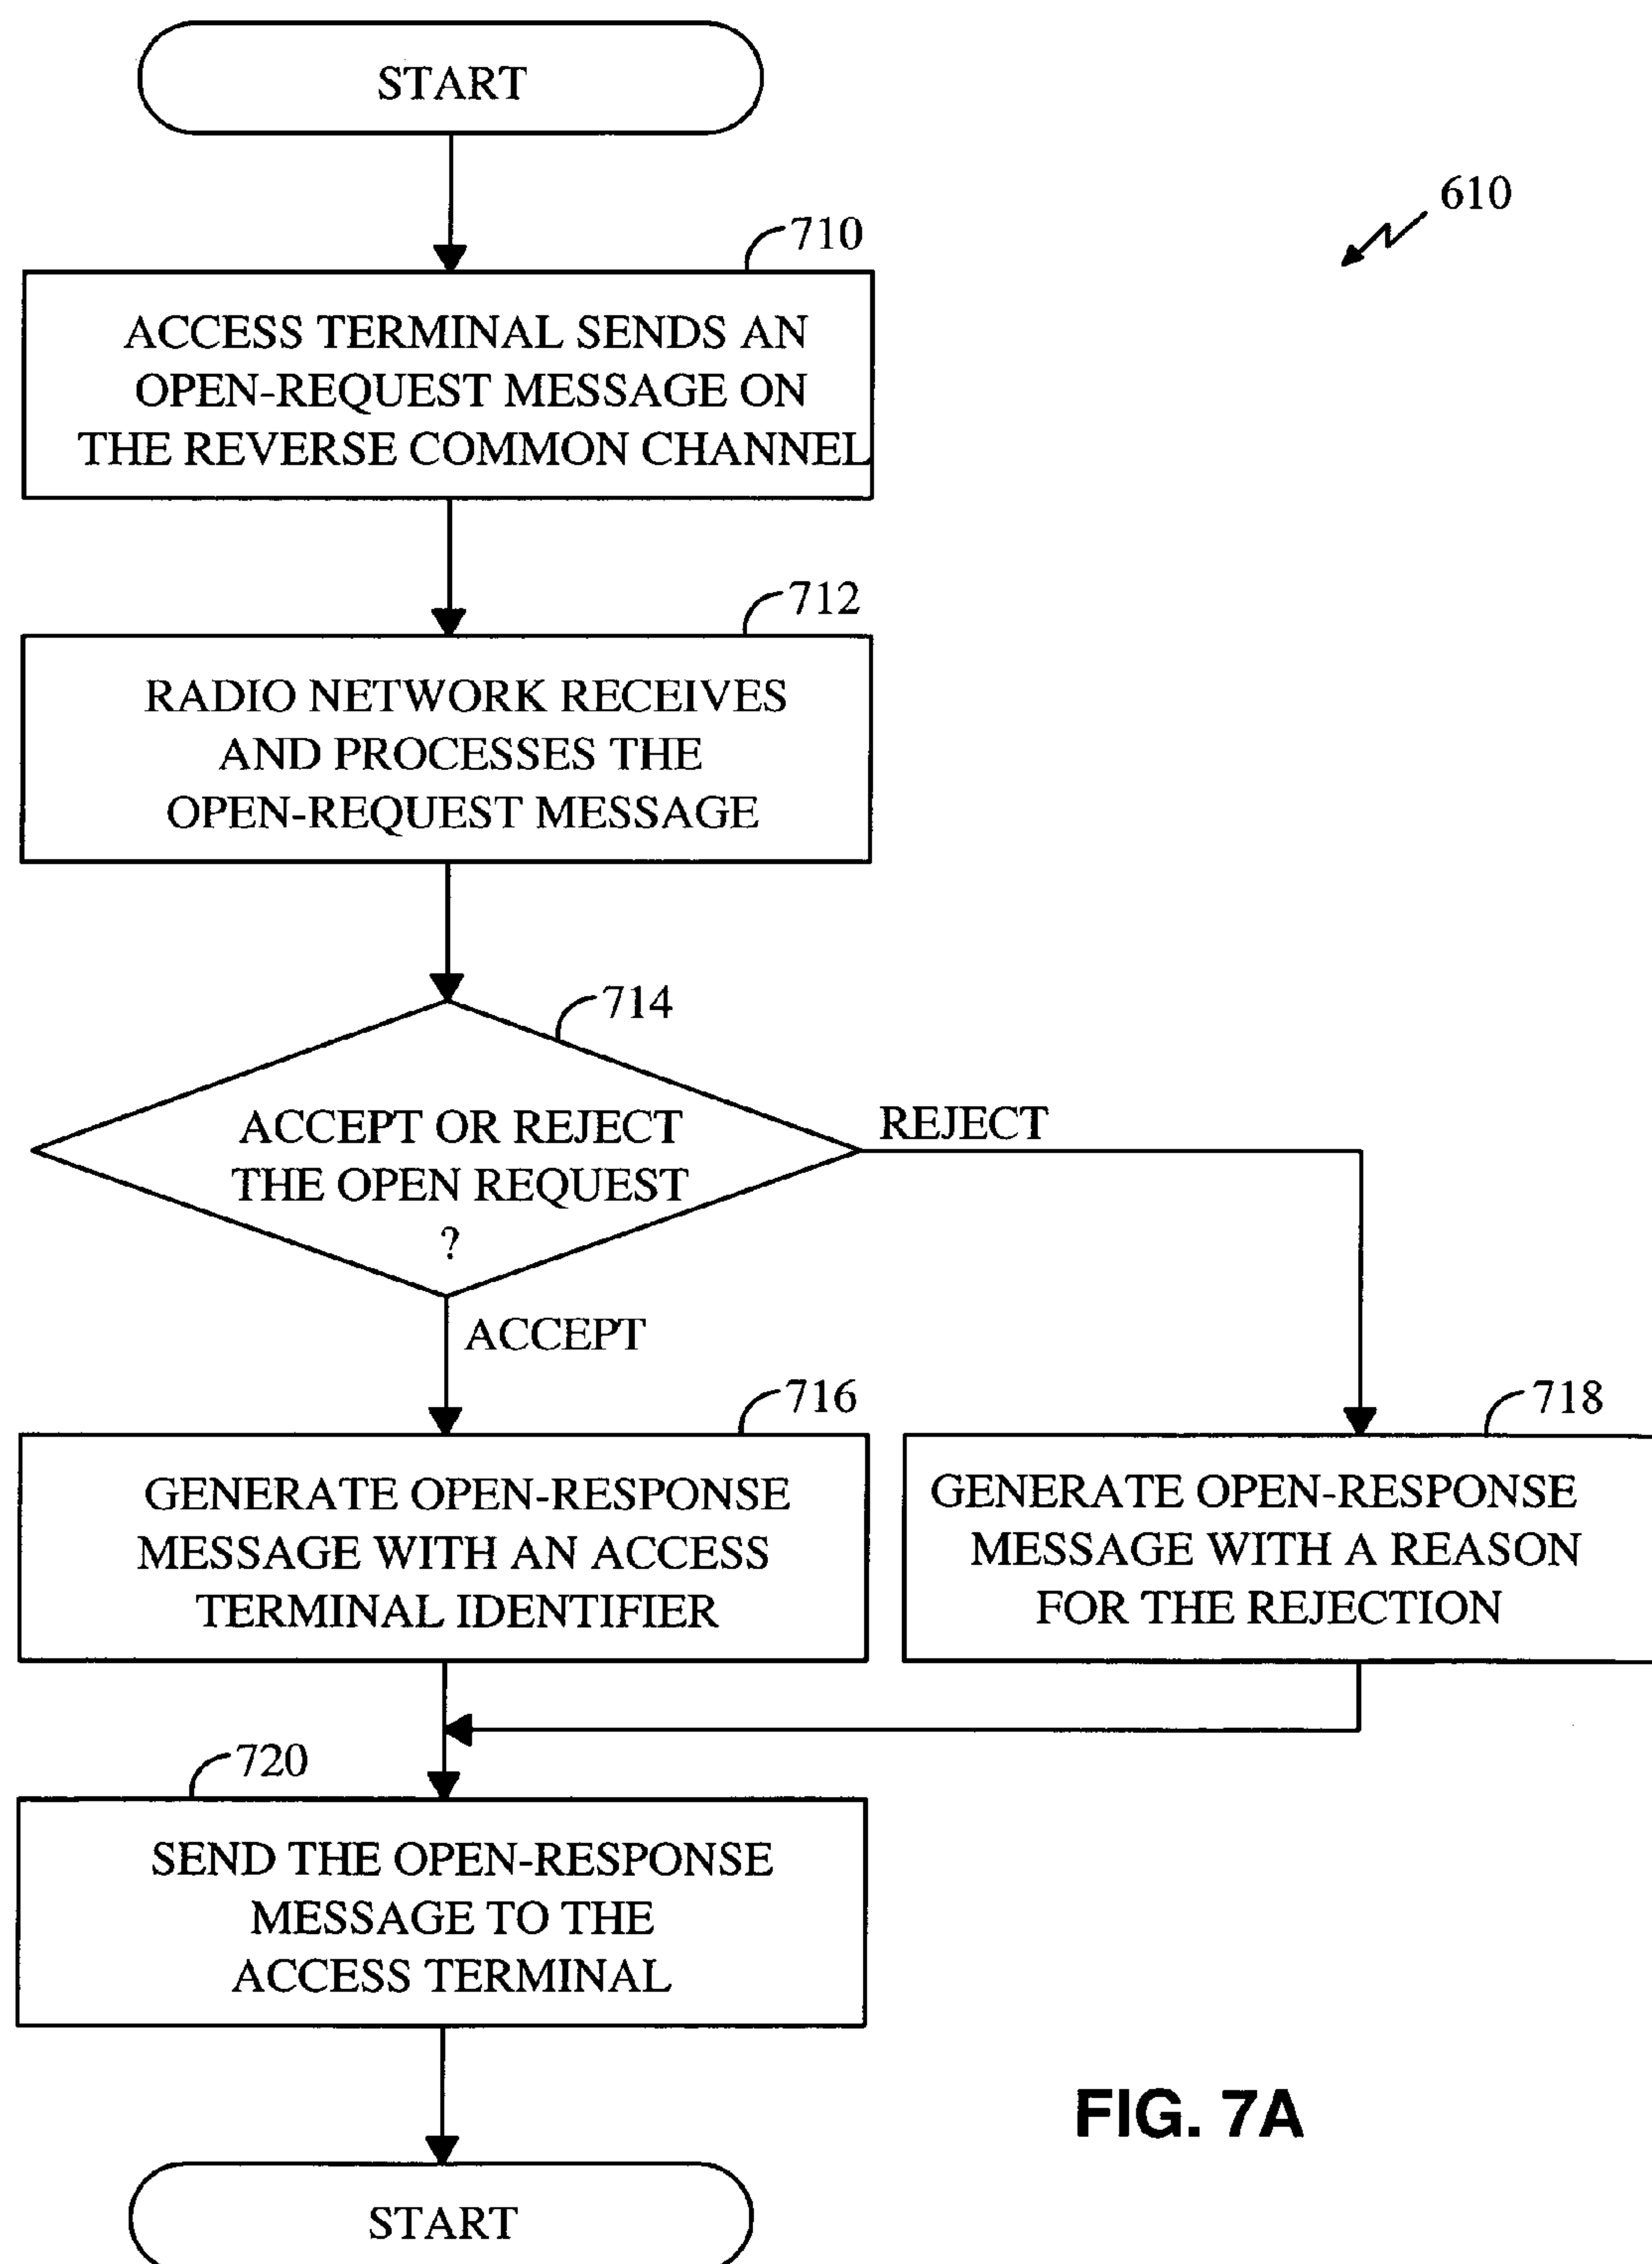 START
610
710
ACCESS TERMINAL SENDS AN
OPEN-REQUEST MESSAGE ON
THE REVERSE COMMON CHANNEL
712
RADIO NETWORK RECEIVES
AND PROCESSES THE
OPEN-REQUEST MESSAGE
714
ACCEPT OR REJECT
THE OPEN REQUEST
?
REJECT
ACCEPT
716
GENERATE OPEN-RESPONSE
MESSAGE WITH AN ACCESS
TERMINAL IDENTIFIER
718
GENERATE OPEN-RESPONSE
MESSAGE WITH A REASON
FOR THE REJECTION
720
SEND THE OPEN-RESPONSE
MESSAGE TO THE
ACCESS TERMINAL
START
FIG. 7A